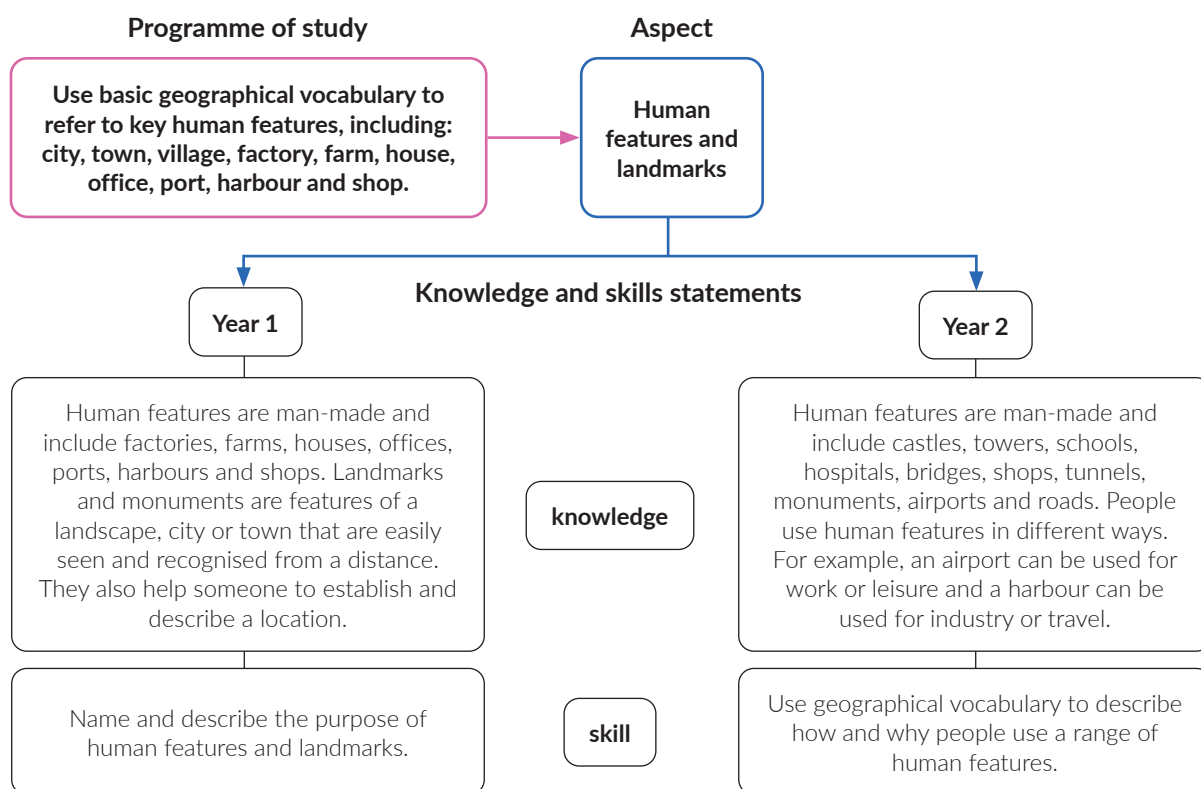 Programme of study
Aspect
Use basic geographical vocabulary to
refer to key human features, including:
city, town, village, factory, farm, house,
office, port, harbour and shop.
Human
features and
landmarks
Knowledge and skills statements
Year 1
Year 2
Human features are man-made and
include factories, farms, houses, offices,
ports, harbours and shops. Landmarks
and monuments are features of a
landscape, city or town that are easily
seen and recognised from a distance.
They also help someone to establish and
describe a location.
knowledge
Human features are man-made and
include castles, towers, schools,
hospitals, bridges, shops, tunnels,
monuments, airports and roads. People
use human features in different ways.
For example, an airport can be used for
work or leisure and a harbour can be
used for industry or travel.
Name and describe the purpose of
human features and landmarks.
skill
Use geographical vocabulary to describe
how and why people use a range of
human features.